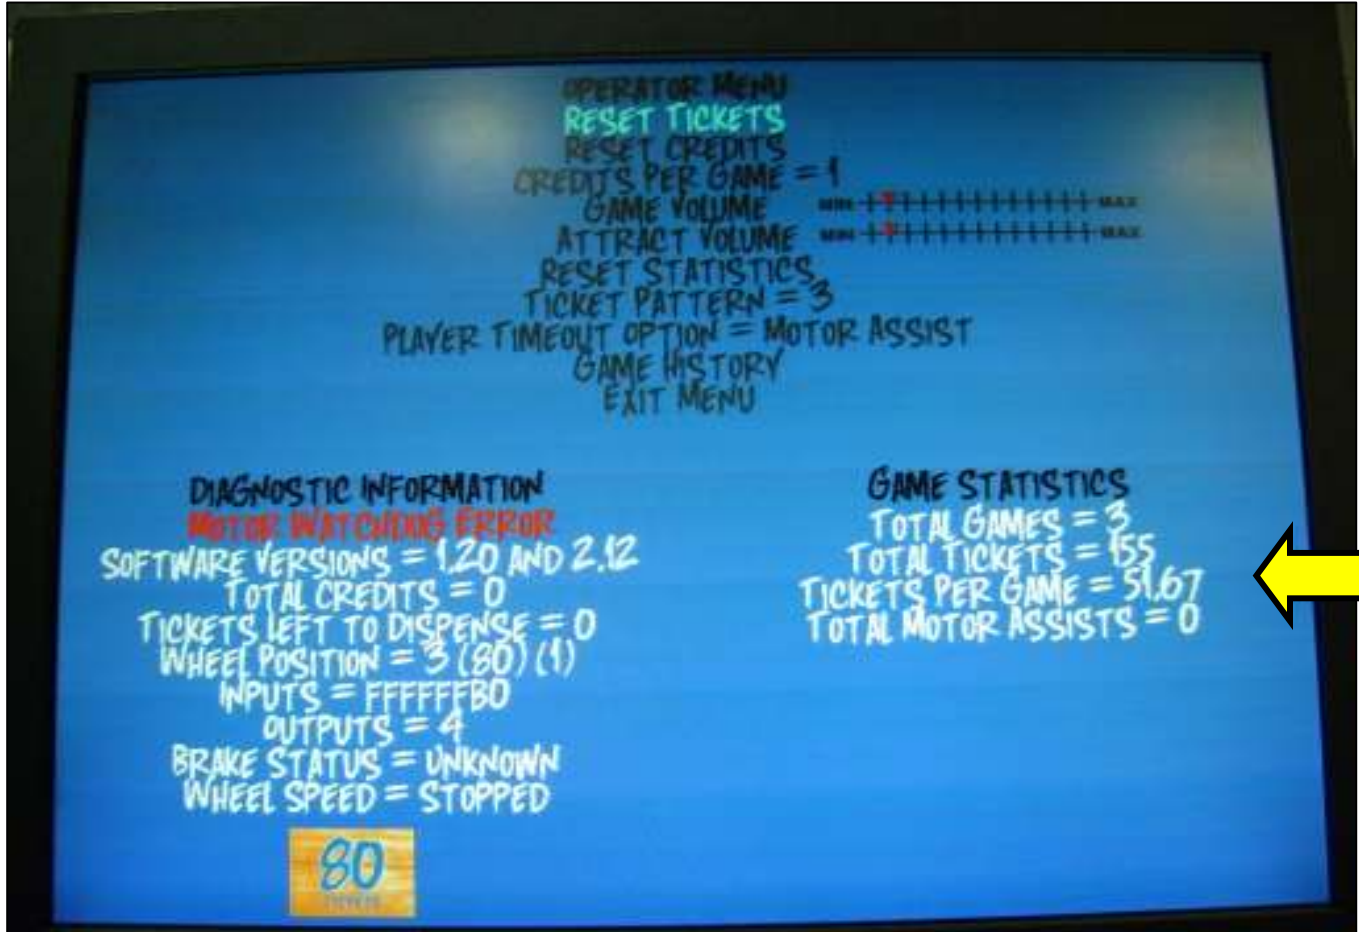 OPERATOR MENU
RESET TICKETS
RESET CREDITS
CREDITS PER GAME = 1
GAME VOLUME MIN MAX
ATTRACT VOLUME MIN MAX
RESET STATISTICS
TICKET PATTERN = 3
PLAYER TIMEOUT OPTION = MOTOR ASSIST
GAME HISTORY
EXIT MENU
DIAGNOSTIC INFORMATION
MOTOR WATCHDOG ERROR
SOFTWARE VERSIONS = 1.20 AND 2.12
TOTAL CREDITS = 0
TICKETS LEFT TO DISPENSE = 0
WHEEL POSITION = 3 (80) (1)
INPUTS = FFFFFFB0
OUTPUTS = 4
BRAKE STATUS = UNKNOWN
WHEEL SPEED = STOPPED
80
TICKETS
GAME STATISTICS
TOTAL GAMES = 3
TOTAL TICKETS = 155
TICKETS PER GAME = 51.67
TOTAL MOTOR ASSISTS = 0